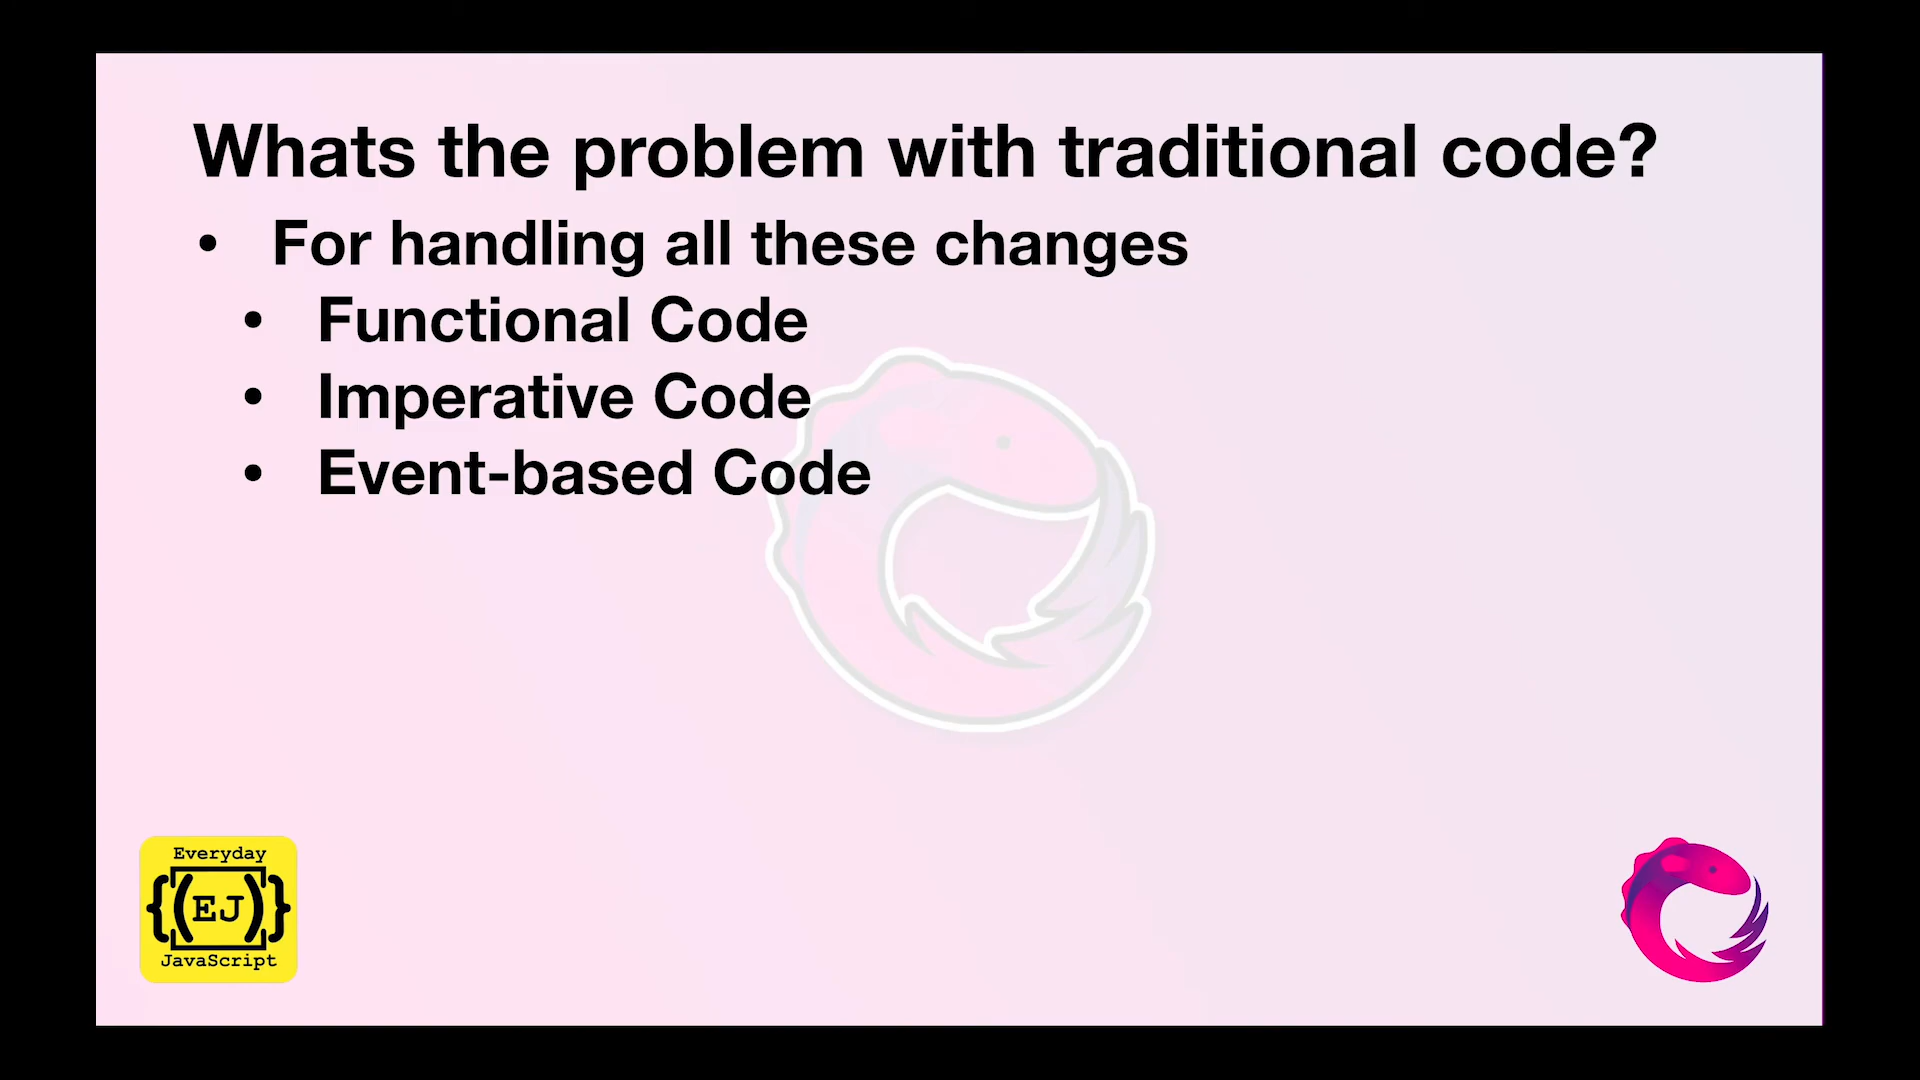 Whats the problem with traditional code?
• For handling all these changes
• Functional Code
• Imperative Code
• Event-based Code
Everyday
{[(EJ)]}
JavaScript